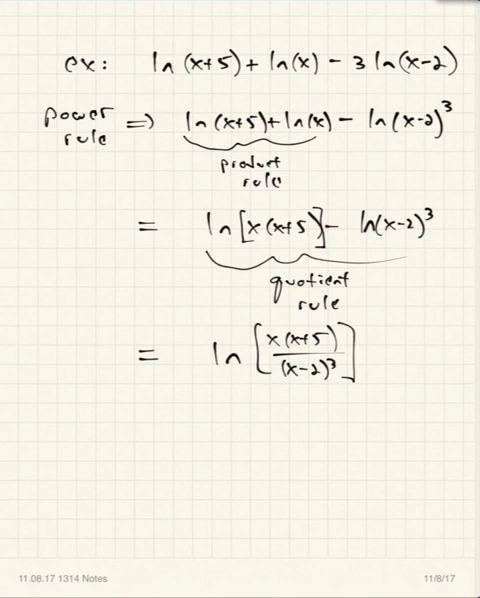 ex: ln(x+5) + ln(x) - 3 ln(x-2)
power rule => ln(x+5) + ln(x) - ln(x-2)^3
product rule
= ln[x(x+5)] - ln(x-2)^3
quotient rule
= ln[x(x+5)/(x-2)^3]
11.08.17 1314 Notes
11/8/17